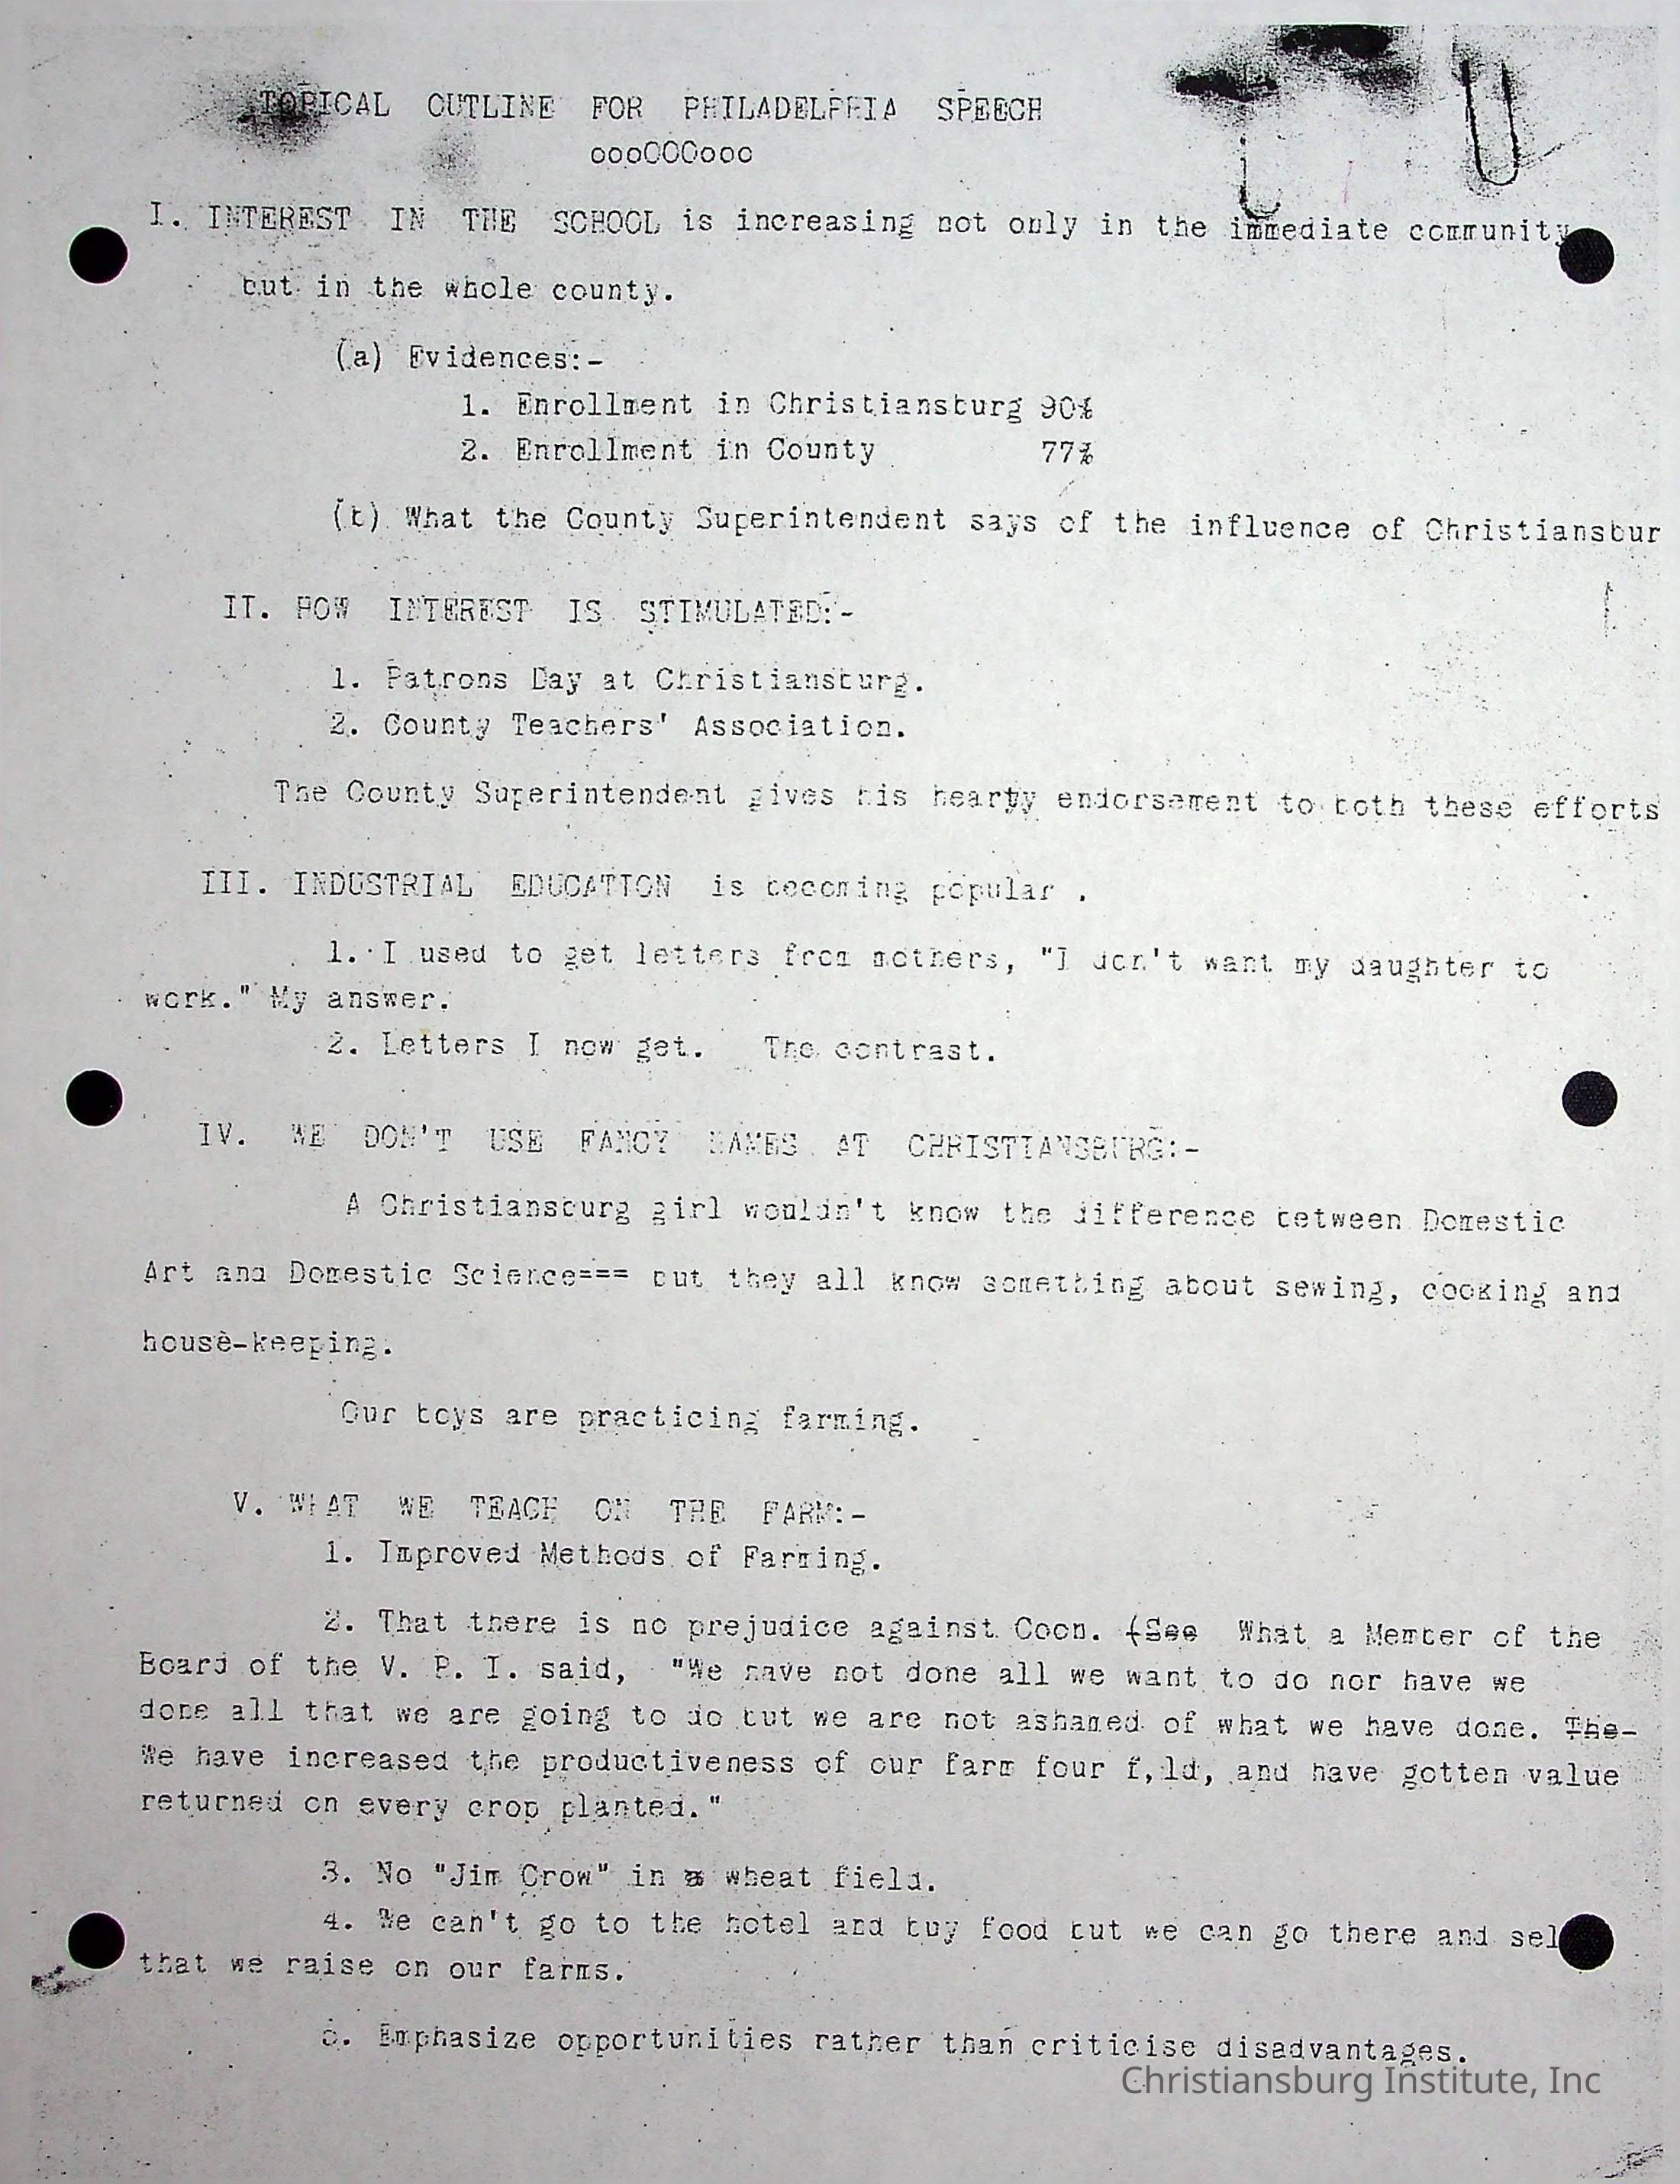 TOPICAL OUTLINE FOR PHILADELPHIA SPEECH
oooOOOooo
I. INTEREST IN THE SCHOOL is increasing not only in the immediate community
but in the whole county.
(a) Evidences:-
1. Enrollment in Christiansburg 90%
2. Enrollment in County 77%
(b) What the County Superintendent says of the influence of Christiansbur
II. HOW INTEREST IS STIMULATED:-
1. Patrons Day at Christiansburg.
2. County Teachers' Association.
The County Superintendent gives his hearty endorsement to both these efforts
III. INDUSTRIAL EDUCATION is becoming popular .
1. I used to get letters from mothers, "I don't want my daughter to
work." My answer.
2. Letters I now get. The contrast.
IV. WE DON'T USE FANCY NAMES AT CHRISTIANSBURG:-
A Christiansburg girl wouldn't know the difference between Domestic
Art and Domestic Science=== but they all know something about sewing, cooking and
house-keeping.
Our boys are practicing farming.
V. WHAT WE TEACH ON THE FARM:-
1. Improved Methods of Farming.
2. That there is no prejudice against Coon. (See What a Member of the
Board of the V. P. I. said, "We have not done all we want to do nor have we
done all that we are going to do but we are not ashamed of what we have done. The-
We have increased the productiveness of our farm four f,ld, and have gotten value
returned on every crop planted."
3. No "Jim Crow" in a wheat field.
4. We can't go to the hotel and buy food but we can go there and sel
that we raise on our farms.
5. Emphasize opportunities rather than criticise disadvantages.
Christiansburg Institute, Inc